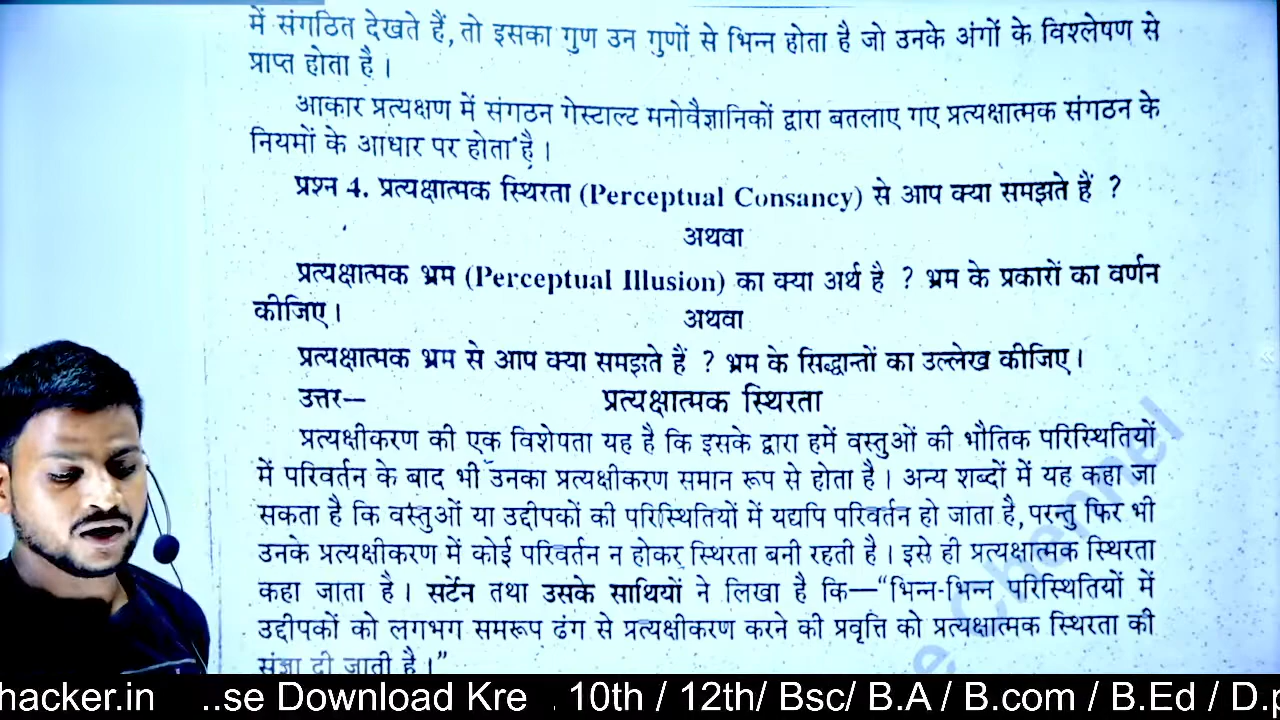 में संगठित देखते हैं, तो इसका गुण उन गुणों से भिन्न होता है जो उनके अंगों के विश्लेषण से
प्राप्त होता है ।
आकार प्रत्यक्षण में संगठन गेस्टाल्ट मनोवैज्ञानिकों द्वारा बतलाए गए प्रत्यक्षात्मक संगठन के
नियमों के आधार पर होता है ।
प्रश्न 4. प्रत्यक्षात्मक स्थिरता (Perceptual Consancy) से आप क्या समझते हैं ?
अथवा
प्रत्यक्षात्मक भ्रम (Perceptual Illusion) का क्या अर्थ है ? भ्रम के प्रकारों का वर्णन
कीजिए।
अथवा
प्रत्यक्षात्मक भ्रम से आप क्या समझते हैं ? भ्रम के सिद्धान्तों का उल्लेख कीजिए।
उत्तर— प्रत्यक्षात्मक स्थिरता
प्रत्यक्षीकरण की एक विशेषता यह है कि इसके द्वारा हमें वस्तुओं की भौतिक परिस्थितियों
में परिवर्तन के बाद भी उनका प्रत्यक्षीकरण समान रूप से होता है । अन्य शब्दों में यह कहा जा
सकता है कि वस्तुओं या उद्दीपकों की परिस्थितियों में यद्यपि परिवर्तन हो जाता है, परन्तु फिर भी
उनके प्रत्यक्षीकरण में कोई परिवर्तन न होकर स्थिरता बनी रहती है । इसे ही प्रत्यक्षात्मक स्थिरता
कहा जाता है । सर्टेन तथा उसके साथियों ने लिखा है कि—“भिन्न-भिन्न परिस्थितियों में
उद्दीपकों को लगभग समरूप ढंग से प्रत्यक्षीकरण करने की प्रवृत्ति को प्रत्यक्षात्मक स्थिरता की
संज्ञा दी जाती है ।”
Chennel
hacker.in ..se Download Kre . 10th / 12th/ Bsc/ B.A / B.com / B.Ed / D.